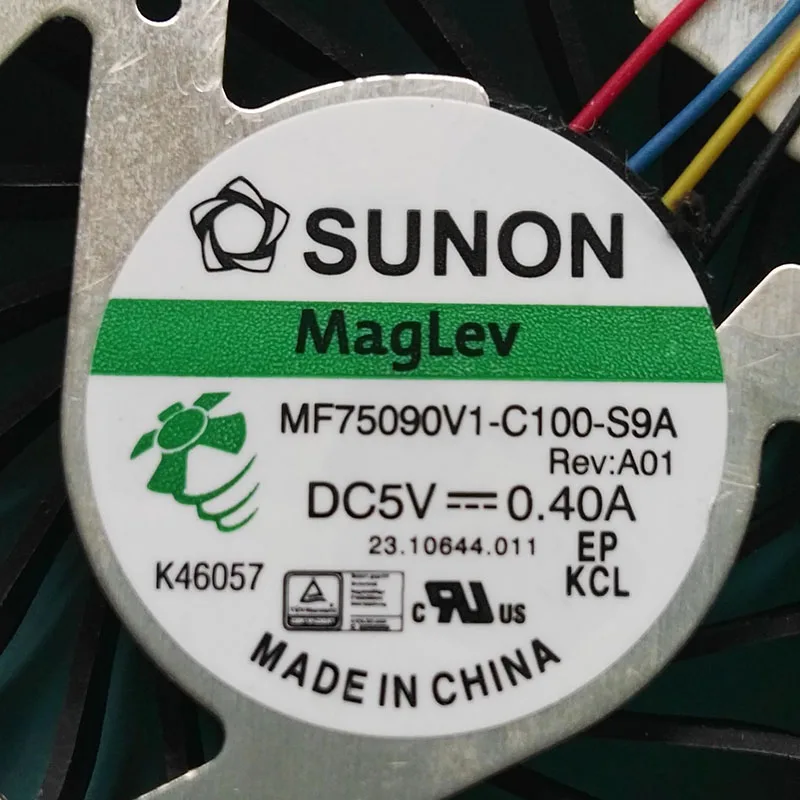 SUNON
MagLev
MF75090V1-C100-S9A
Rev:A01
DC5V⎓0.40A
23.10644.011
EP
K46057
KCL
c RU US
MADE IN CHINA